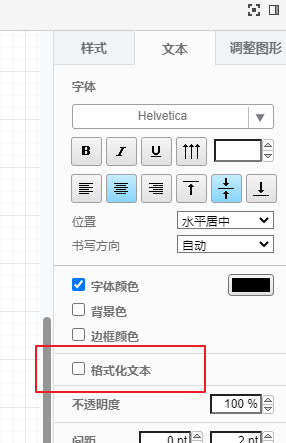 样式 文本 调整图形
字体
Helvetica
B I U
位置 水平居中
书写方向 自动
字体颜色
背景色
边框颜色
格式化文本
不透明度 100 %
间距 0 pt 2 pt